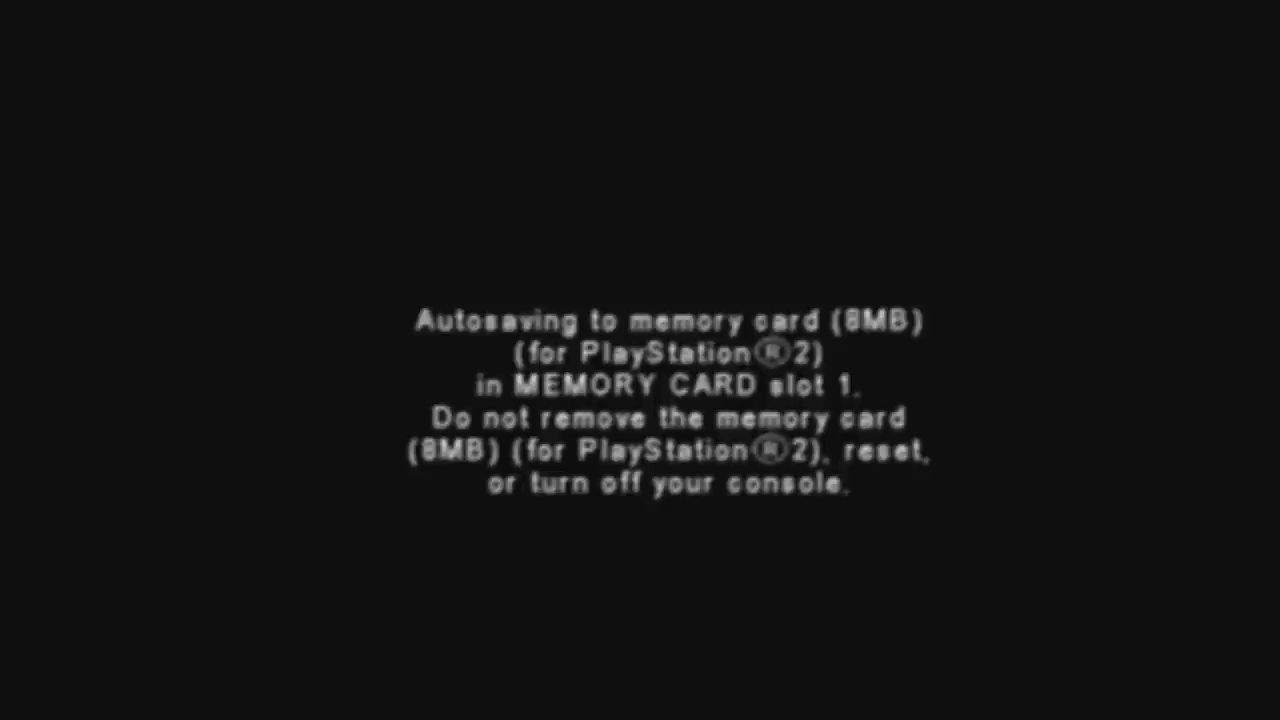 Autosaving to memory card (8MB)
(for PlayStation®2)
in MEMORY CARD slot 1.
Do not remove the memory card
(8MB) (for PlayStation®2), reset,
or turn off your console.